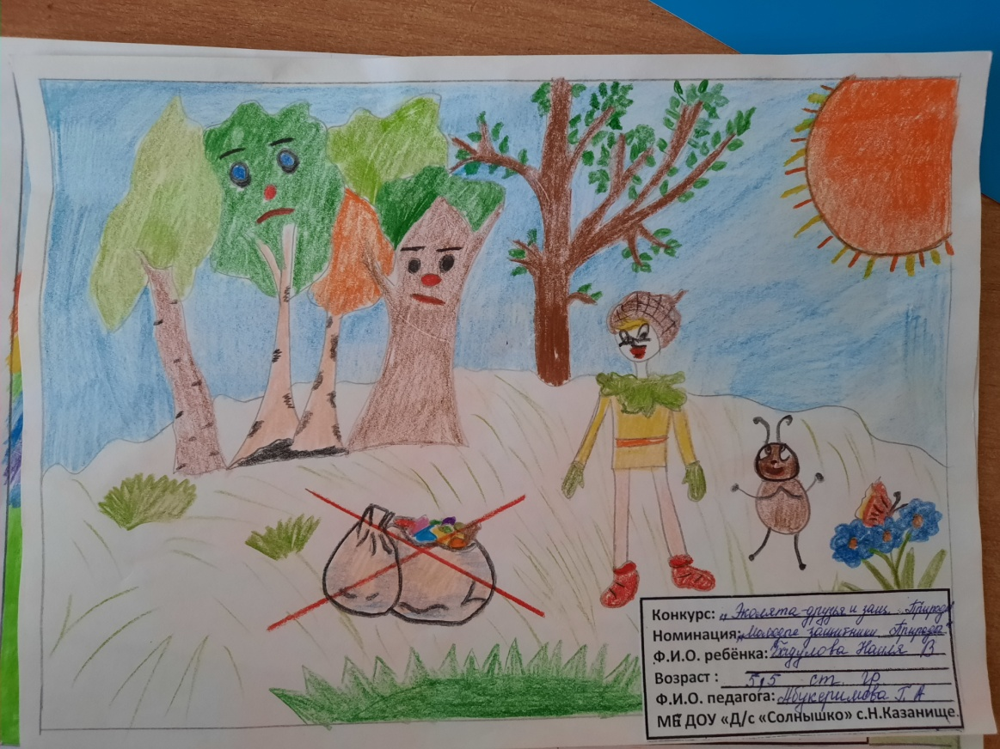 Конкурс: „Эколята-друзья и защ. Природы
Номинация: „Молодые защитники Природы"
Ф.И.О. ребёнка: Наиля В
Возраст : 5,5 ст. гр
Ф.И.О. педагога: Абукеримова Г. А
МБ ДОУ «Д/с «Солнышко» с.Н.Казанище.